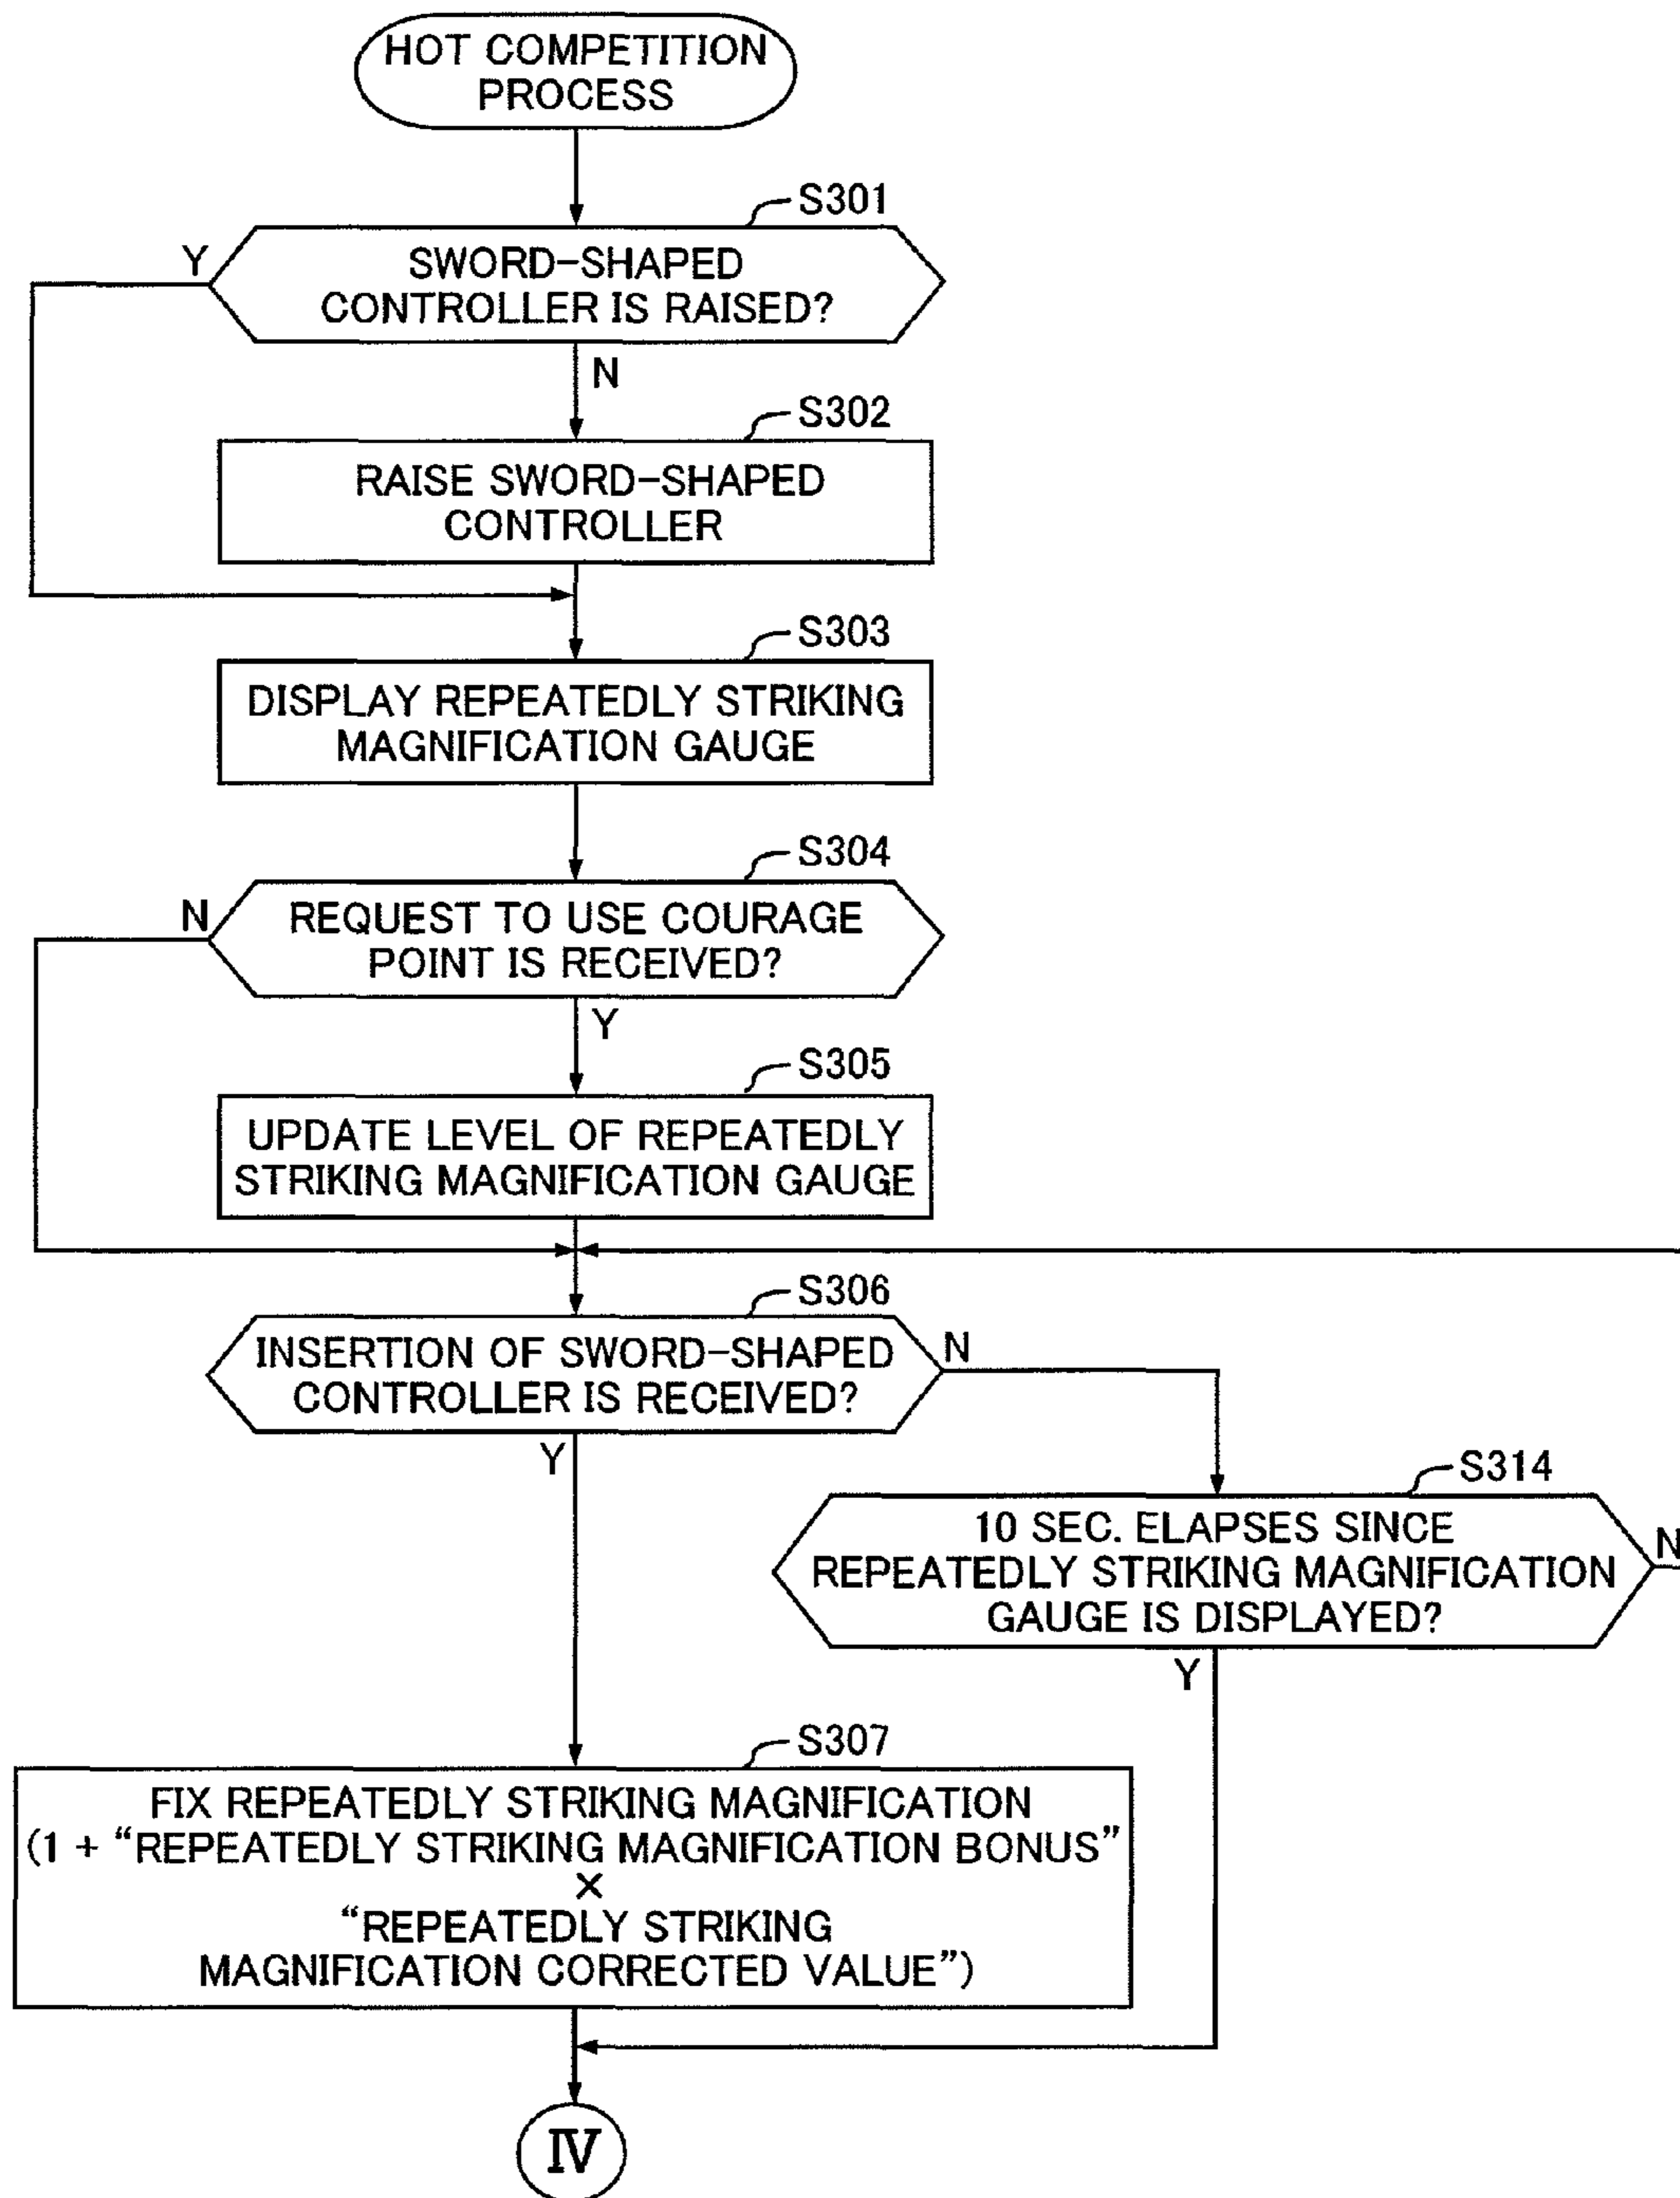 HOT COMPETITION
PROCESS
S301
Y
SWORD-SHAPED
CONTROLLER IS RAISED?
N
S302
RAISE SWORD-SHAPED
CONTROLLER
S303
DISPLAY REPEATEDLY STRIKING
MAGNIFICATION GAUGE
S304
N
REQUEST TO USE COURAGE
POINT IS RECEIVED?
Y
S305
UPDATE LEVEL OF REPEATEDLY
STRIKING MAGNIFICATION GAUGE
S306
INSERTION OF SWORD-SHAPED
CONTROLLER IS RECEIVED?
N
Y
S314
10 SEC. ELAPSES SINCE
REPEATEDLY STRIKING MAGNIFICATION
GAUGE IS DISPLAYED?
N
Y
S307
FIX REPEATEDLY STRIKING MAGNIFICATION
(1 + “REPEATEDLY STRIKING MAGNIFICATION BONUS”
×
“REPEATEDLY STRIKING
MAGNIFICATION CORRECTED VALUE”)
IV